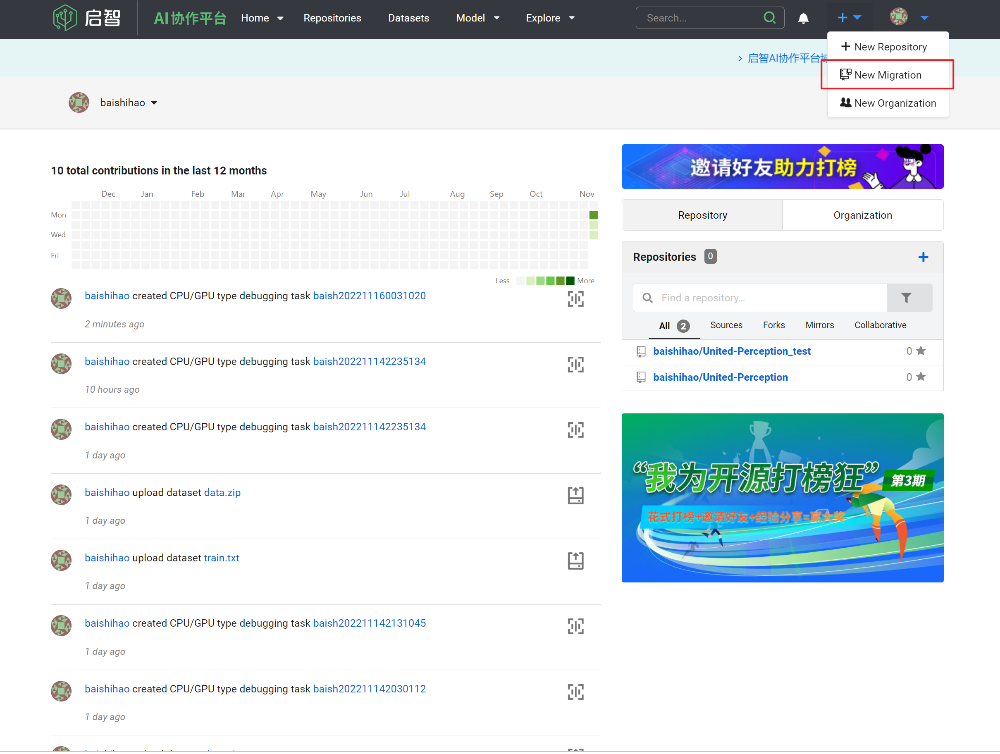 启智
AI协作平台
Home
Repositories
Datasets
Model
Explore
Search...
New Repository
New Migration
New Organization
启智AI协作平台
baishihao
10 total contributions in the last 12 months
Dec Jan Feb Mar Apr May Jun Jul Aug Sep Oct Nov
Mon
Wed
Fri
Less
More
baishihao created CPU/GPU type debugging task baish202211160031020
2 minutes ago
baishihao created CPU/GPU type debugging task baish202211142235134
10 hours ago
baishihao created CPU/GPU type debugging task baish202211142235134
1 day ago
baishihao upload dataset data.zip
1 day ago
baishihao upload dataset train.txt
1 day ago
baishihao created CPU/GPU type debugging task baish202211142131045
1 day ago
baishihao created CPU/GPU type debugging task baish202211142030112
1 day ago
邀请好友助力打榜
Repository
Organization
Repositories 0
Find a repository...
All 2
Sources
Forks
Mirrors
Collaborative
baishihao/United-Perception_test 0
baishihao/United-Perception 0
“我为开源打榜狂”
第3期
花式打榜+邀请好友+经验分享=赢大奖